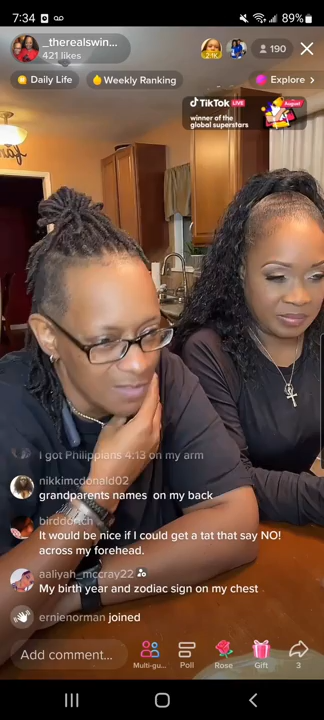 7:34
89%
_therealswin...
421 likes
2.1K
190
Daily Life
Weekly Ranking
Explore >
TikTok LIVE
August
winner of the
global superstars
I got Philippians 4:13 on my arm
nikkimcdonald02
grandparents names on my back
It would be nice if I could get a tat that say NO!
across my forehead.
aaliyah_mccray22
My birth year and zodiac sign on my chest
ernienorman joined
Add comment...
Multi-gu...
Poll
Rose
Gift
3